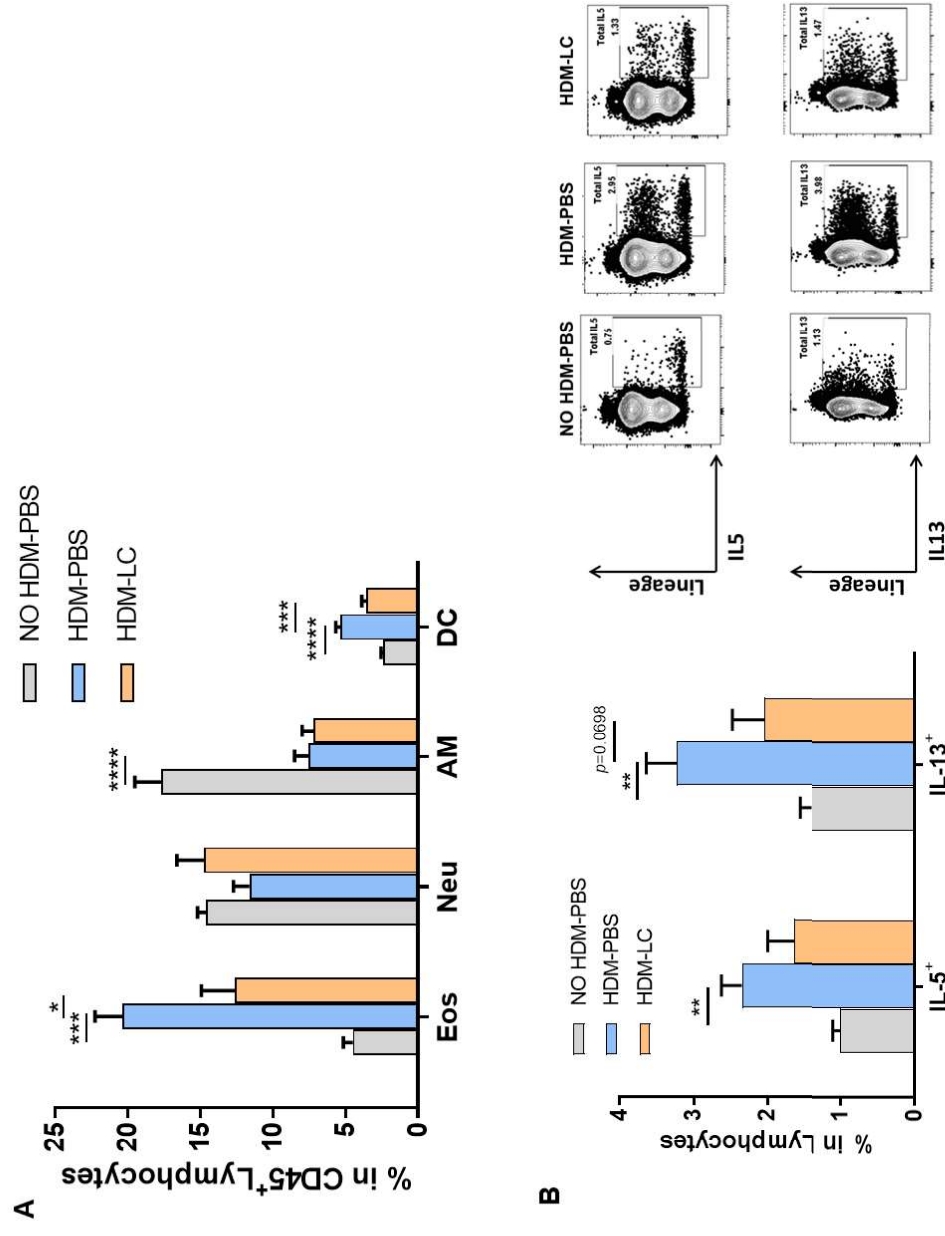 A
NO HDM-PBS
HDM-PBS
HDM-LC
% in CD45⁺Lymphocytes
25
20
15
10
5
0
***
*
****
****
***
Eos
Neu
AM
DC
B
NO HDM-PBS
HDM-PBS
HDM-LC
% in Lymphocytes
4
3
2
1
0
**
**
p=0.0698
IL-5⁺
IL-13⁺
NO HDM-PBS
HDM-PBS
HDM-LC
Total IL5
0.75
Total IL5
2.95
Total IL5
1.33
Lineage
IL5
Total IL13
1.13
Total IL13
3.98
Total IL13
1.47
Lineage
IL13